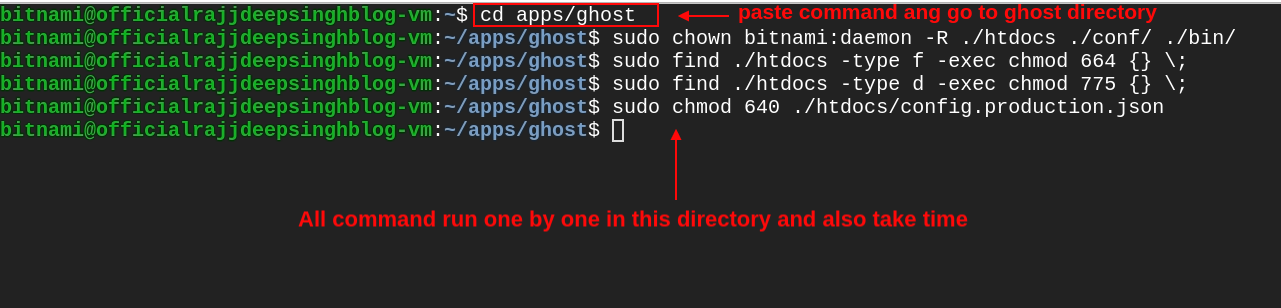 bitnami@officialrajjdeepsinghblog-vm:~$ cd apps/ghost paste command ang go to ghost directory
bitnami@officialrajjdeepsinghblog-vm:~/apps/ghost$ sudo chown bitnami:daemon -R ./htdocs ./conf/ ./bin/
bitnami@officialrajjdeepsinghblog-vm:~/apps/ghost$ sudo find ./htdocs -type f -exec chmod 664 {} \;
bitnami@officialrajjdeepsinghblog-vm:~/apps/ghost$ sudo find ./htdocs -type d -exec chmod 775 {} \;
bitnami@officialrajjdeepsinghblog-vm:~/apps/ghost$ sudo chmod 640 ./htdocs/config.production.json
bitnami@officialrajjdeepsinghblog-vm:~/apps/ghost$
All command run one by one in this directory and also take time